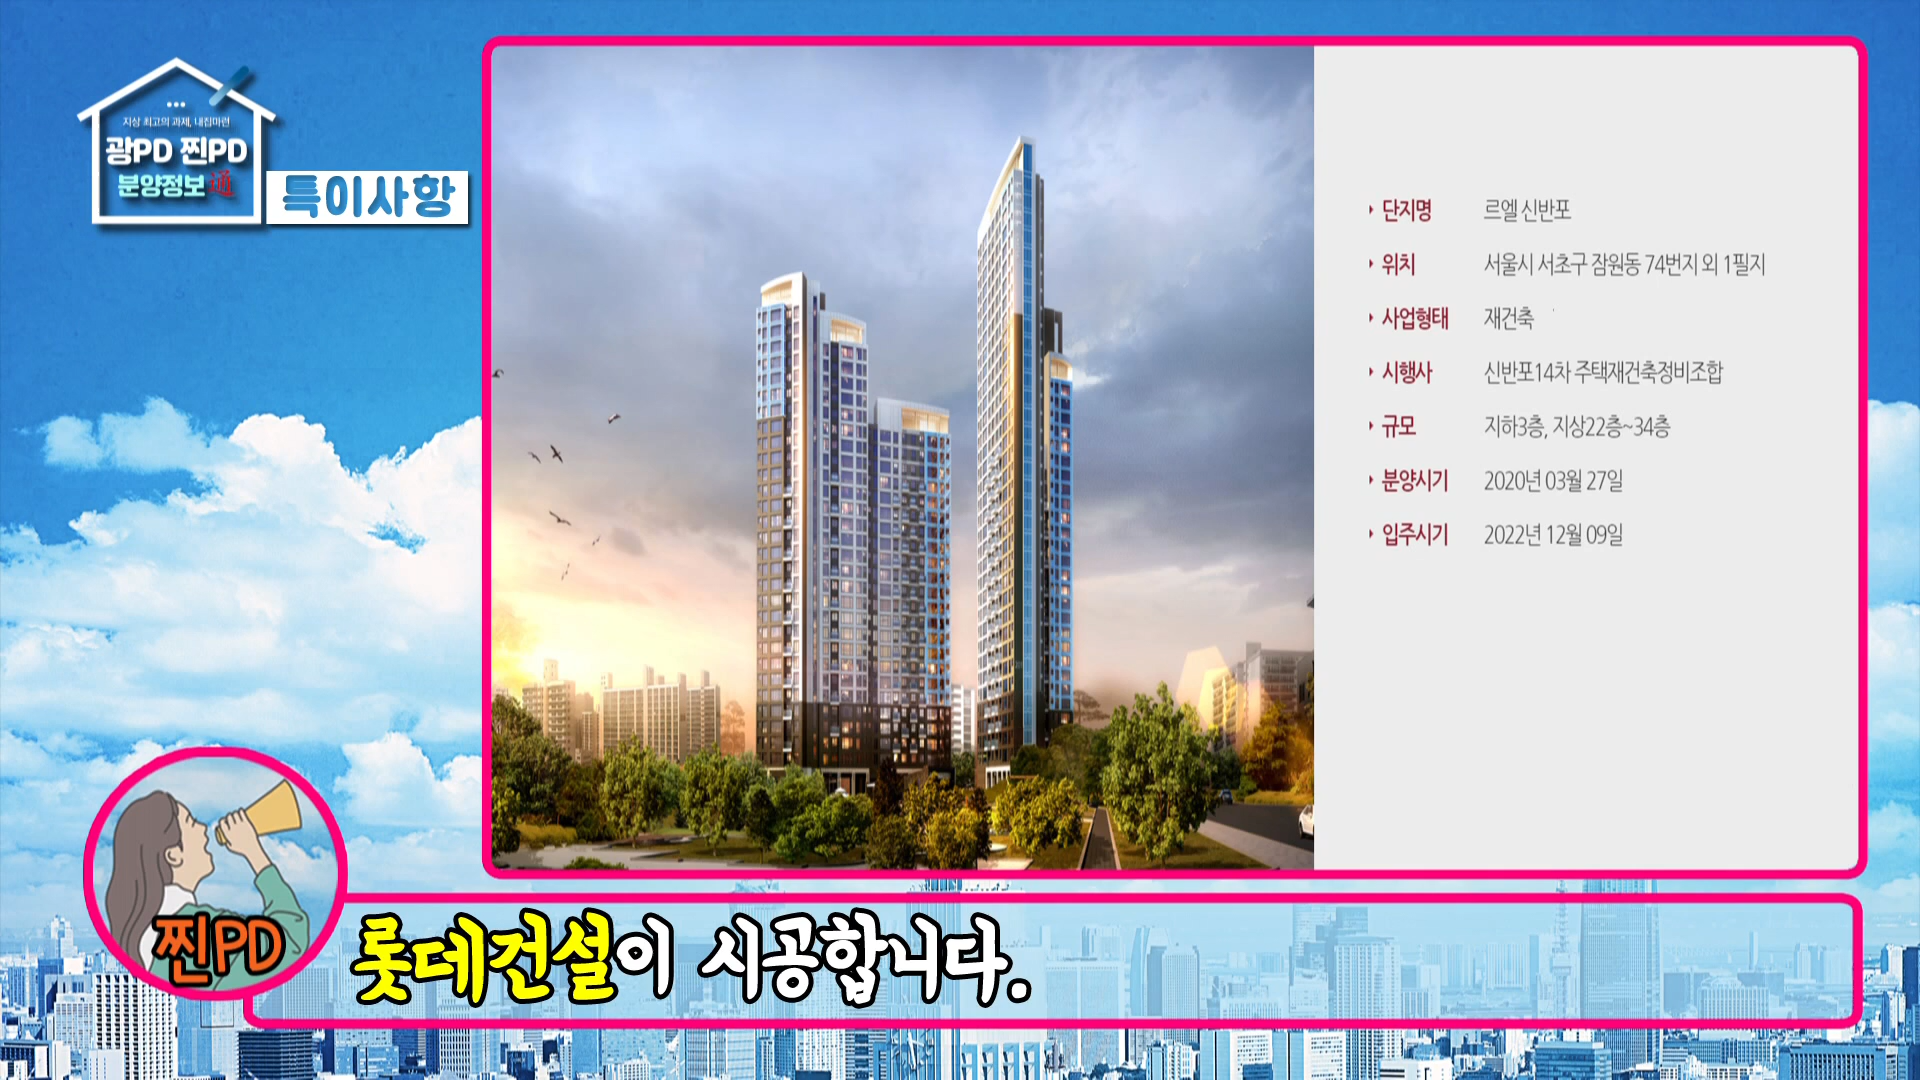 지상 최고의 과제, 내집마련
광PD 찐PD
분양정보 通
특이사항
단지명 르엘 신반포
위치 서울시 서초구 잠원동 74번지 외 1필지
사업형태 재건축
시행사 신반포14차 주택재건축정비조합
규모 지하3층, 지상22층~34층
분양시기 2020년 03월 27일
입주시기 2022년 12월 09일
찐PD
롯데건설이 시공합니다.